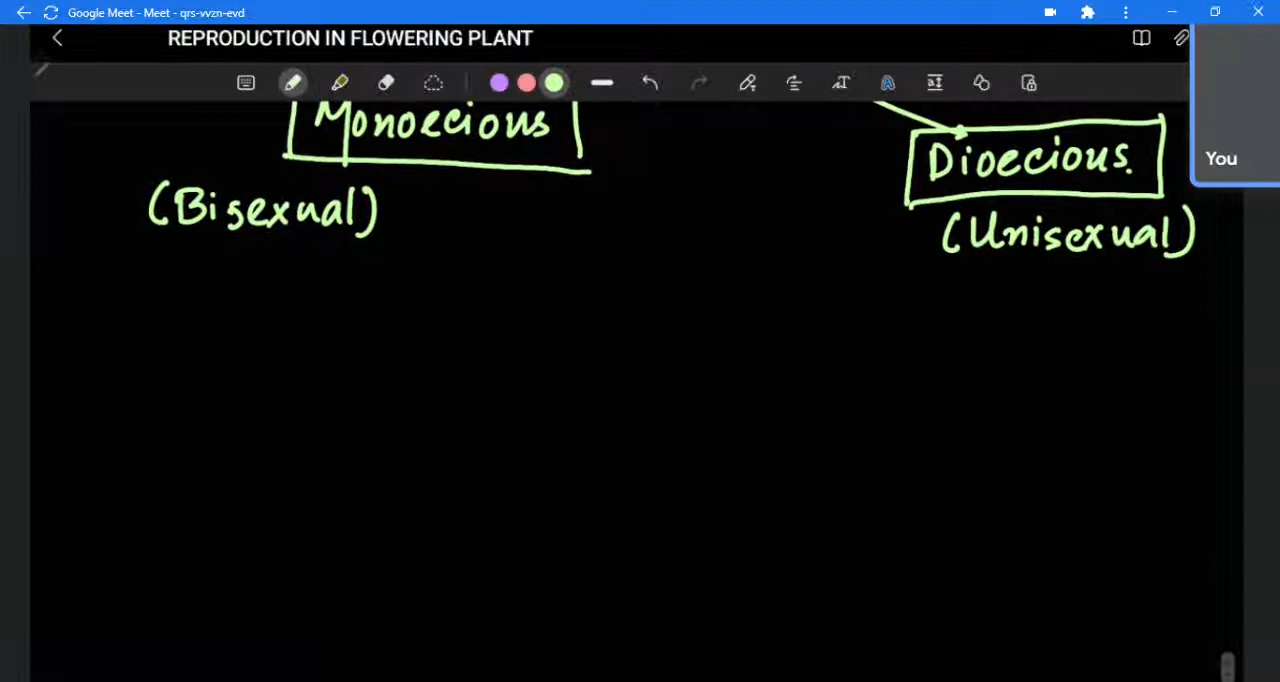 Google Meet - Meet - qrs-vvzn-evd
REPRODUCTION IN FLOWERING PLANT
Monoecious
Dioecious.
You
(Bisexual)
(Unisexual)